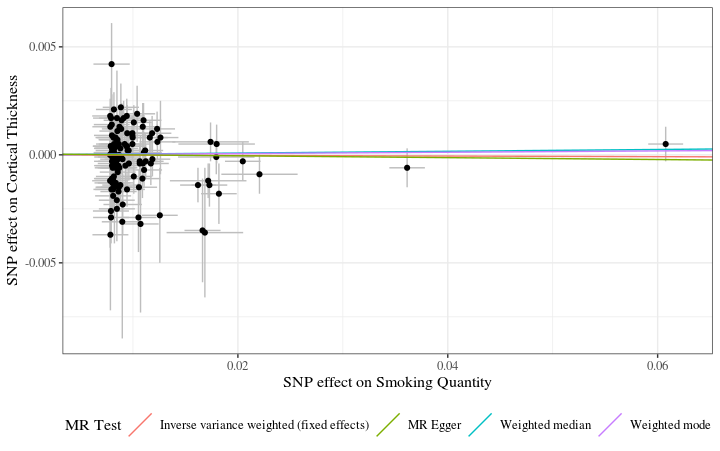 SNP effect on Cortical Thickness
0.005
0.000
-0.005
0.02
0.04
0.06
SNP effect on Smoking Quantity
MR Test
Inverse variance weighted (fixed effects)
MR Egger
Weighted median
Weighted mode